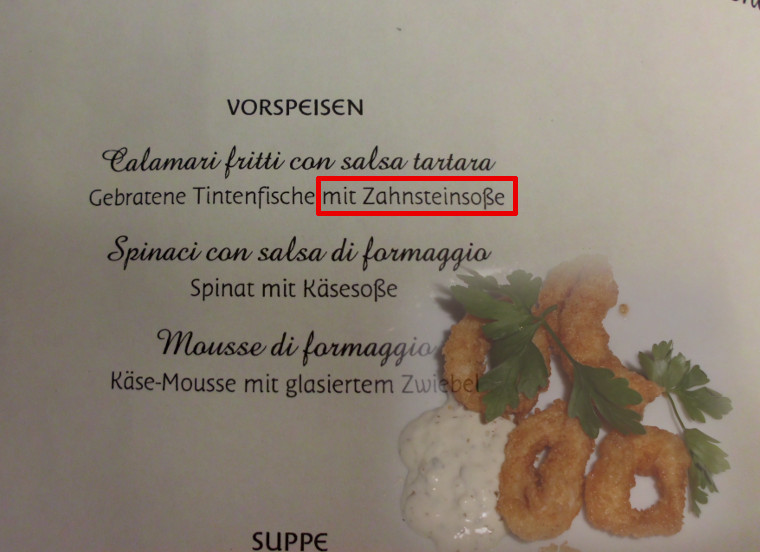 VORSPEISEN
Calamari fritti con salsa tartara
Gebratene Tintenfische mit Zahnsteinsoße
Spinaci con salsa di formaggio
Spinat mit Käsesoße
Mousse di formaggio
Käse-Mousse mit glasiertem Zwiebel
SUPPE